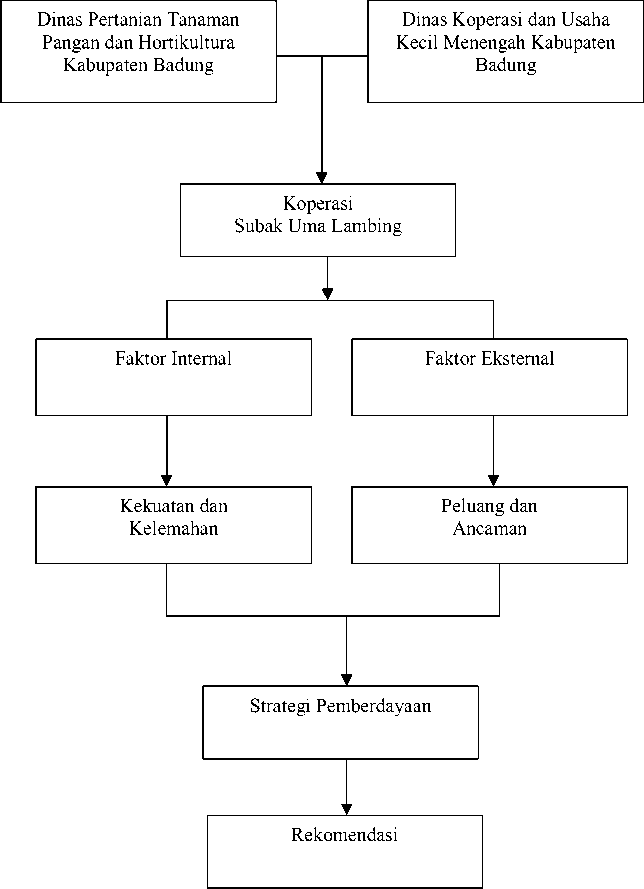 Dinas Pertanian Tanaman
Pangan dan Hortikultura
Kabupaten Badung
Dinas Koperasi dan Usaha
Kecil Menengah Kabupaten
Badung
Koperasi
Subak Uma Lambing
Faktor Internal
Faktor Eksternal
Kekuatan dan
Kelemahan
Peluang dan
Ancaman
Strategi Pemberdayaan
Rekomendasi